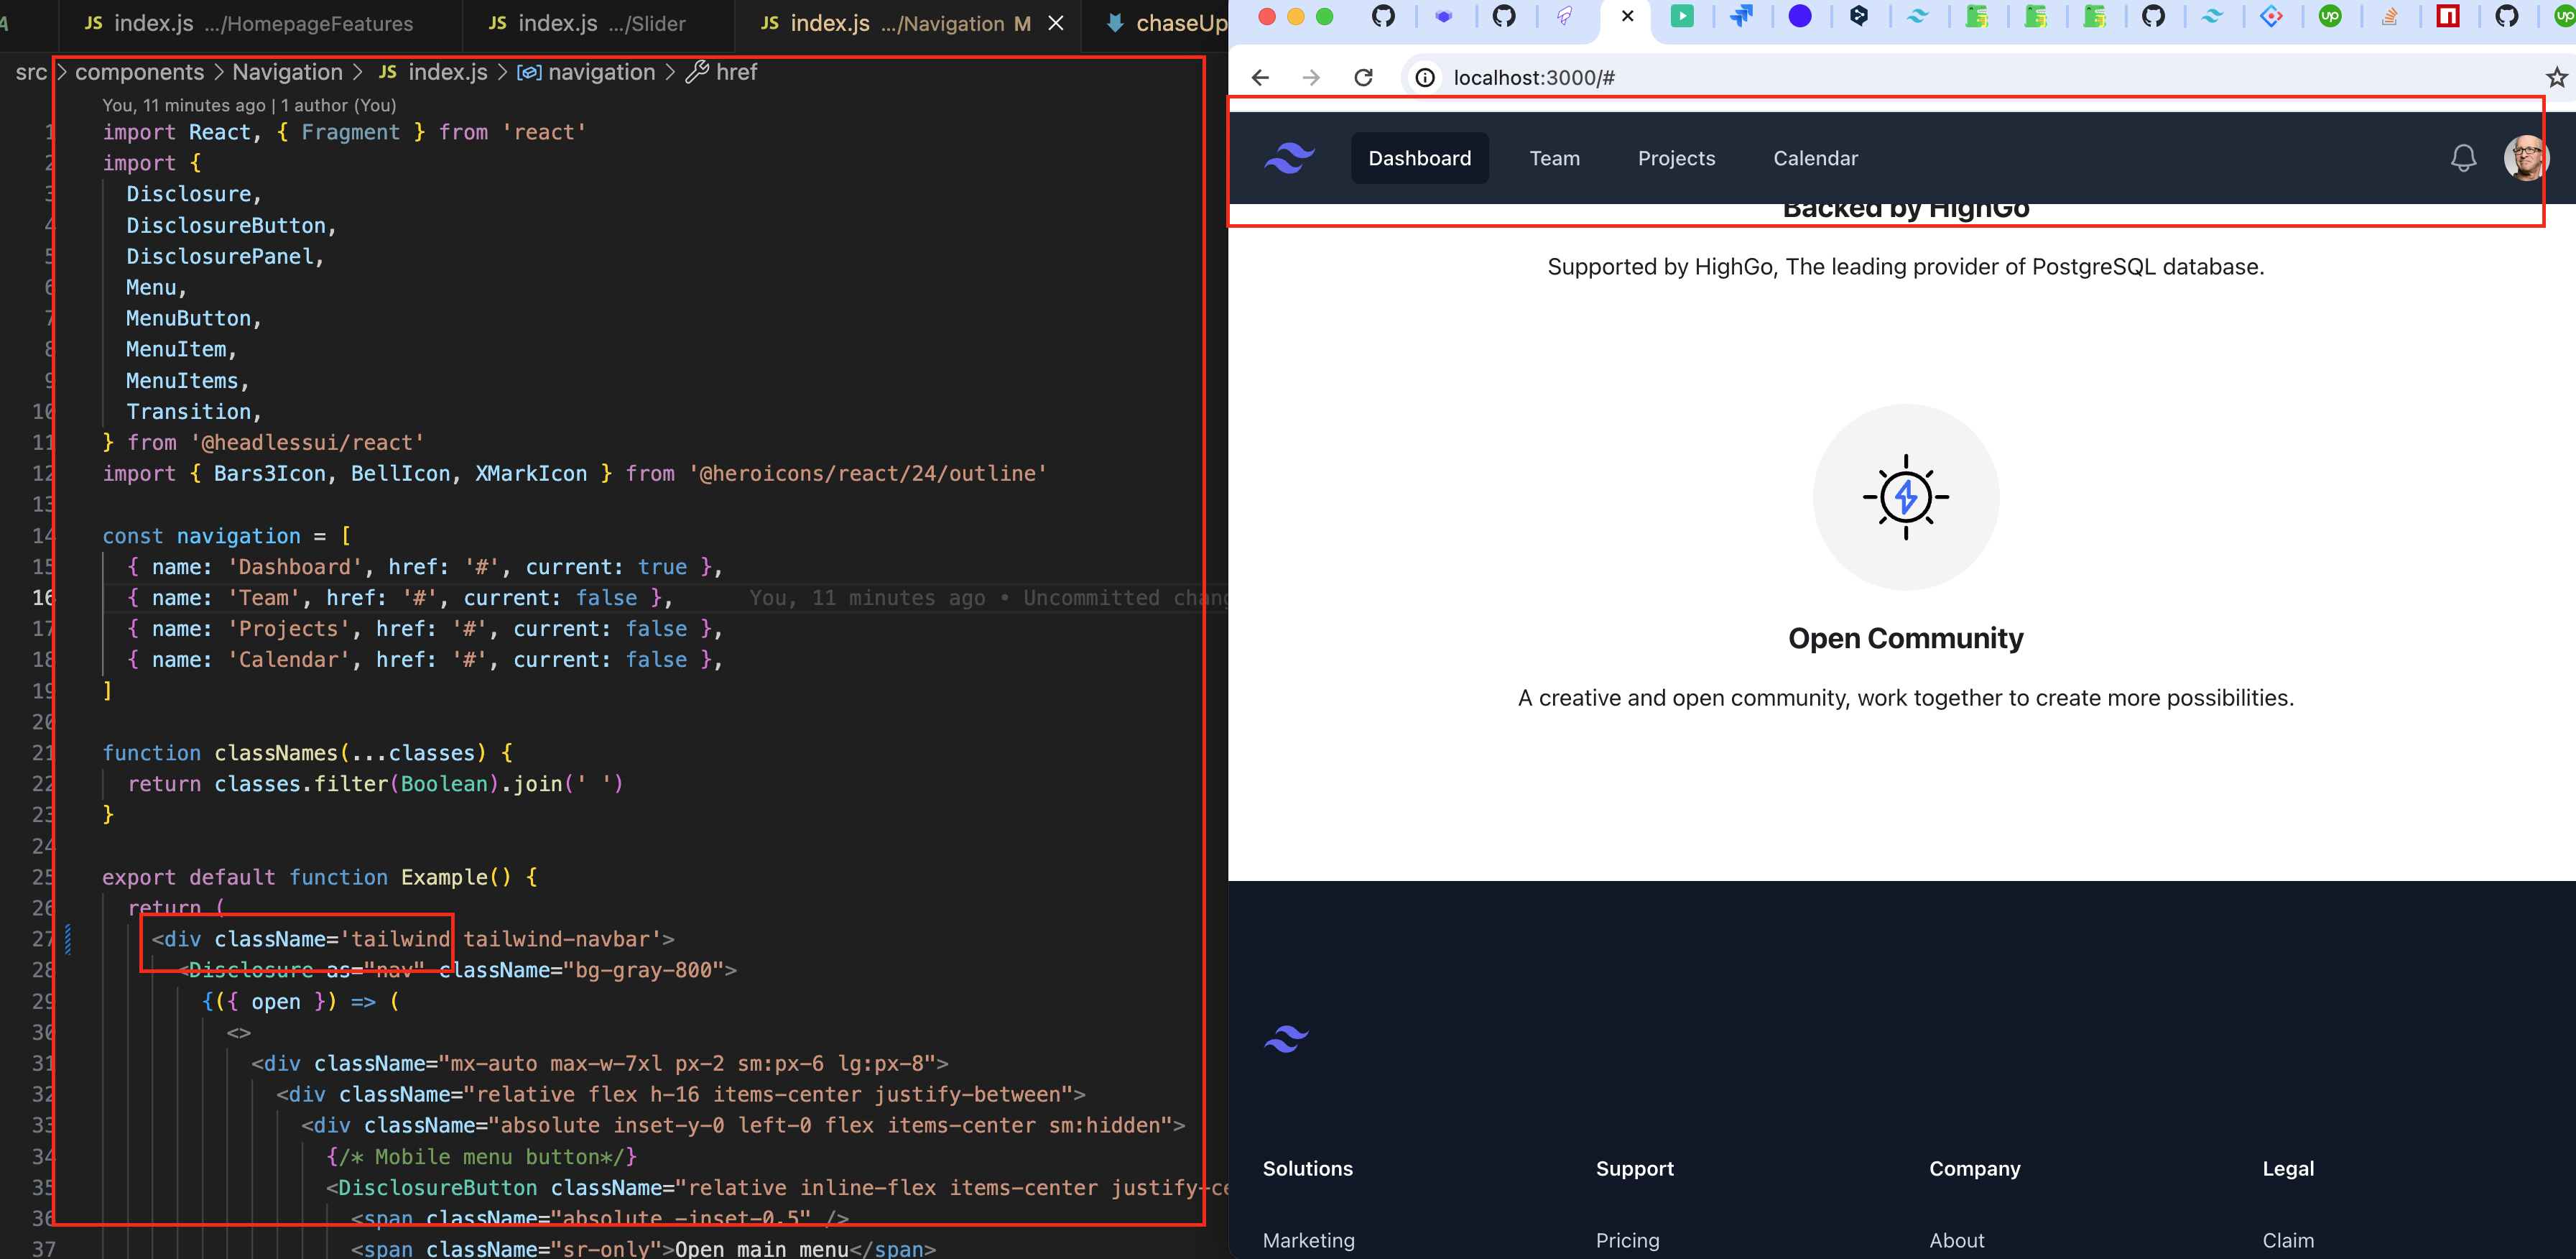 JS index.js .../HomepageFeatures
JS index.js .../Slider
JS index.js .../Navigation M
chaseUp
src > components > Navigation > JS index.js > navigation > href
You, 11 minutes ago | 1 author (You)
1 import React, { Fragment } from 'react'
2 import {
3 Disclosure,
4 DisclosureButton,
5 DisclosurePanel,
6 Menu,
7 MenuButton,
8 MenuItem,
9 MenuItems,
10 Transition,
11 } from '@headlessui/react'
12 import { Bars3Icon, BellIcon, XMarkIcon } from '@heroicons/react/24/outline'
13
14 const navigation = [
15 { name: 'Dashboard', href: '#', current: true },
16 { name: 'Team', href: '#', current: false }, You, 11 minutes ago • Uncommitted chang
17 { name: 'Projects', href: '#', current: false },
18 { name: 'Calendar', href: '#', current: false },
19 ]
20
21 function classNames(...classes) {
22 return classes.filter(Boolean).join(' ')
23 }
24
25 export default function Example() {
26 return (
27 <div className='tailwind tailwind-navbar'>
28 <Disclosure as="nav" className="bg-gray-800">
29 {({ open }) => (
30 <>
31 <div className="mx-auto max-w-7xl px-2 sm:px-6 lg:px-8">
32 <div className="relative flex h-16 items-center justify-between">
33 <div className="absolute inset-y-0 left-0 flex items-center sm:hidden">
34 {/* Mobile menu button*/}
35 <DisclosureButton className="relative inline-flex items-center justify-ce
36 <span className="absolute -inset-0.5" />
37 <span className="sr-only">Open main menu</span>
localhost:3000/#
Dashboard Team Projects Calendar
Backed by HighGo
Supported by HighGo, The leading provider of PostgreSQL database.
Open Community
A creative and open community, work together to create more possibilities.
Solutions Support Company Legal
Marketing Pricing About Claim